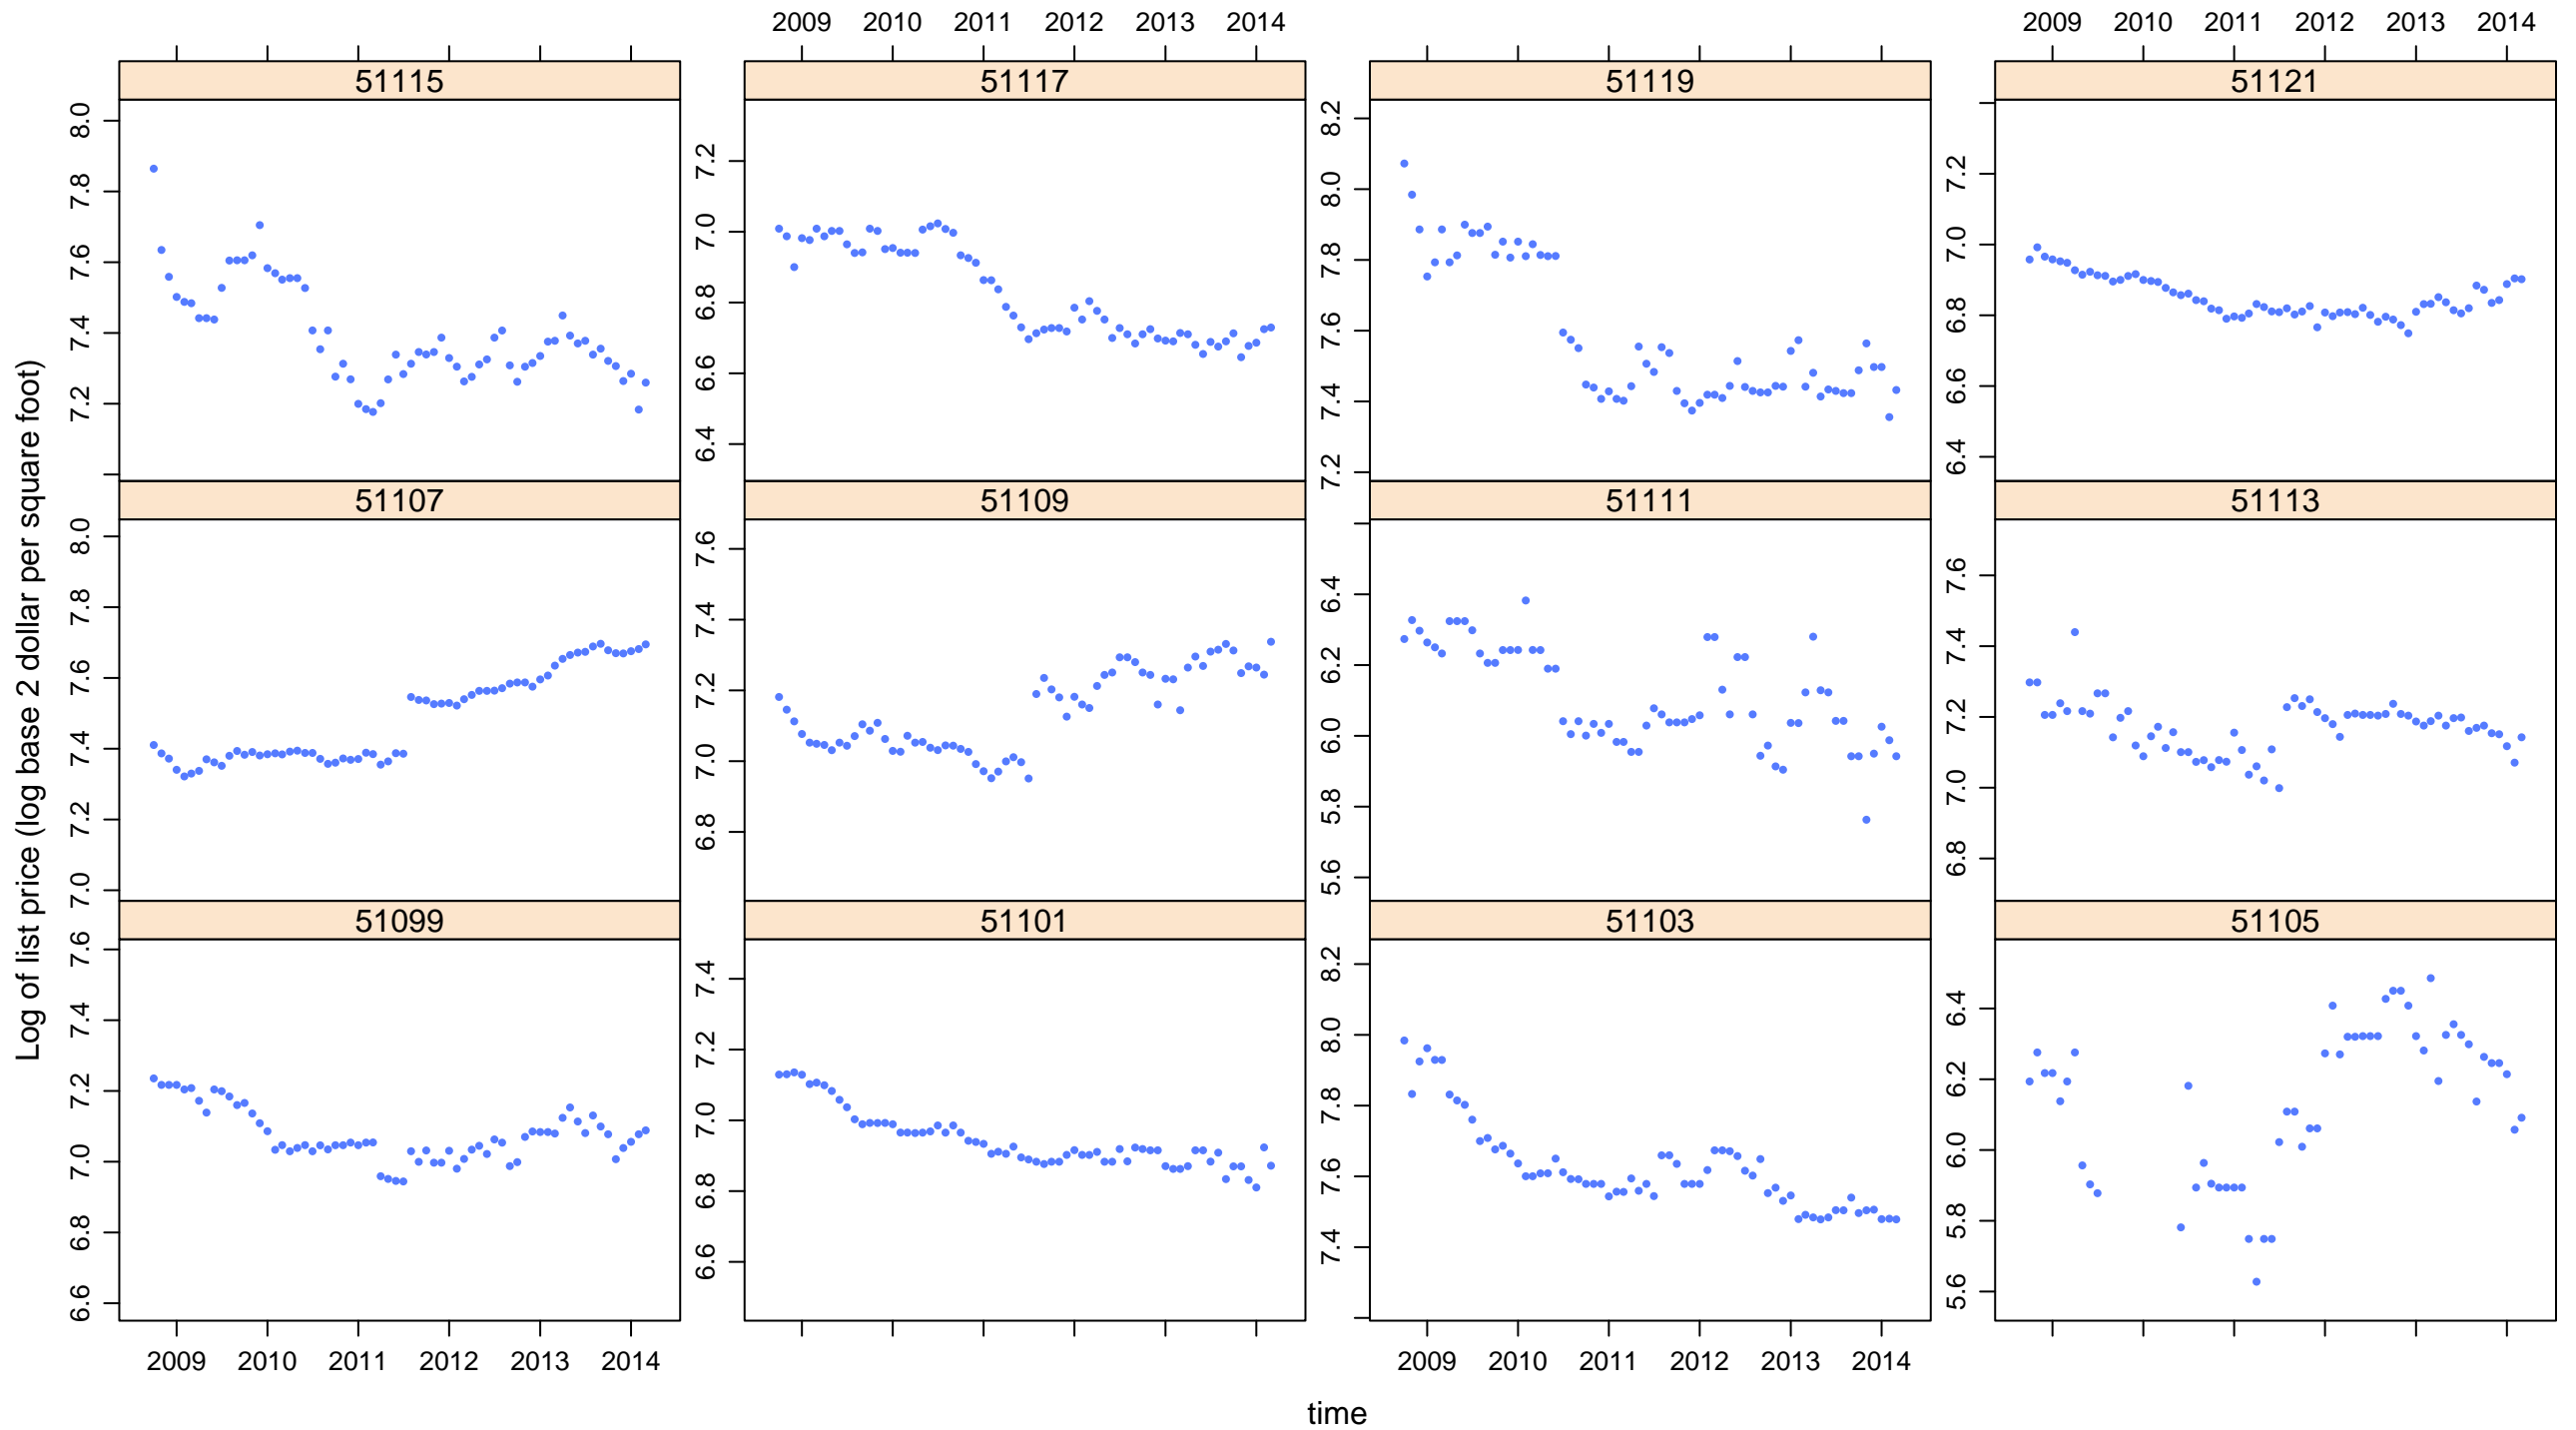 2009 2010 2011 2012 2013 2014 2009 2010 2011 2012 2013 2014
51115 51117 51119 51121
8.0 7.8 7.6 7.4 7.2
7.2 7.0 6.8 6.6 6.4
8.2 8.0 7.8 7.6 7.4 7.2
7.2 7.0 6.8 6.6 6.4
51107 51109 51111 51113
8.0 7.8 7.6 7.4 7.2 7.0
7.6 7.4 7.2 7.0 6.8
6.4 6.2 6.0 5.8 5.6
7.6 7.4 7.2 7.0 6.8
51099 51101 51103 51105
7.6 7.4 7.2 7.0 6.8 6.6
7.4 7.2 7.0 6.8 6.6
8.2 8.0 7.8 7.6 7.4
6.4 6.2 6.0 5.8 5.6
2009 2010 2011 2012 2013 2014 2009 2010 2011 2012 2013 2014
Log of list price (log base 2 dollar per square foot)
time